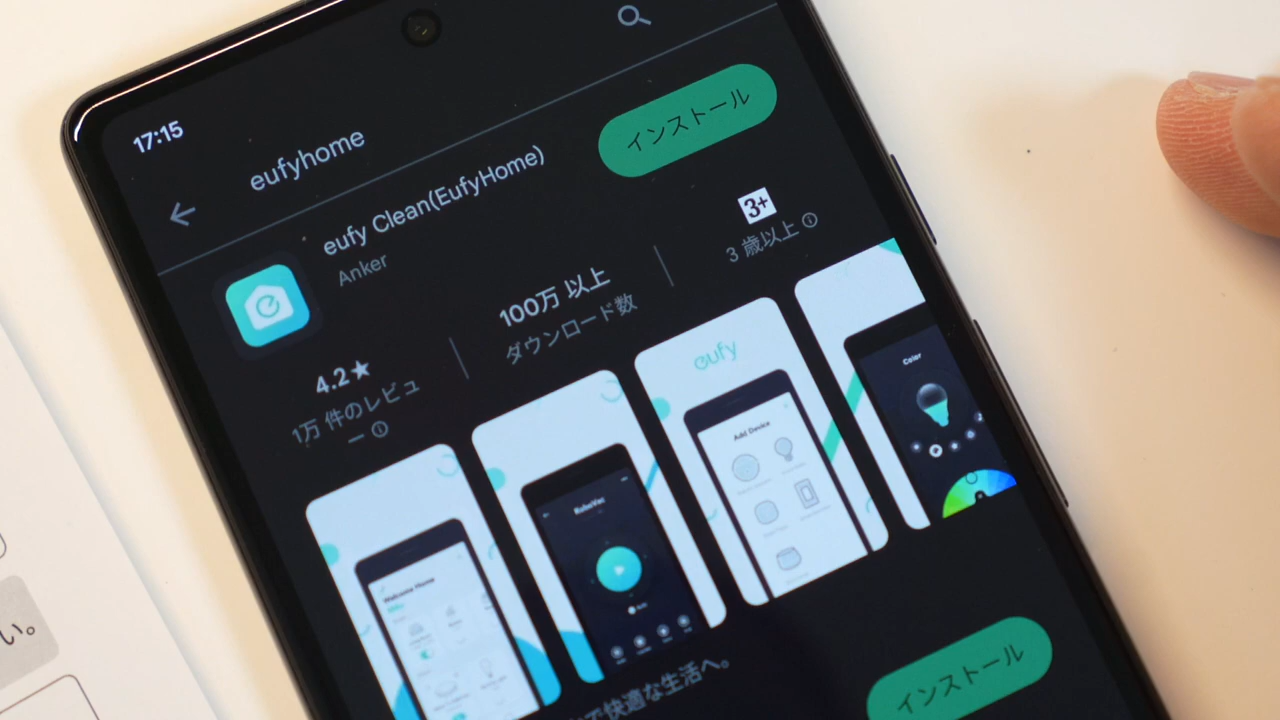 17:15
eufyhome
eufy Clean(EufyHome)
Anker
インストール
4.2★
1万 件のレビュ
ー
100万 以上
ダウンロード数
3+
3 歳以上
Welcome Home
RoboVac
Auto
eufy
Add Device
Color
で快適な生活へ。
インストール
い。